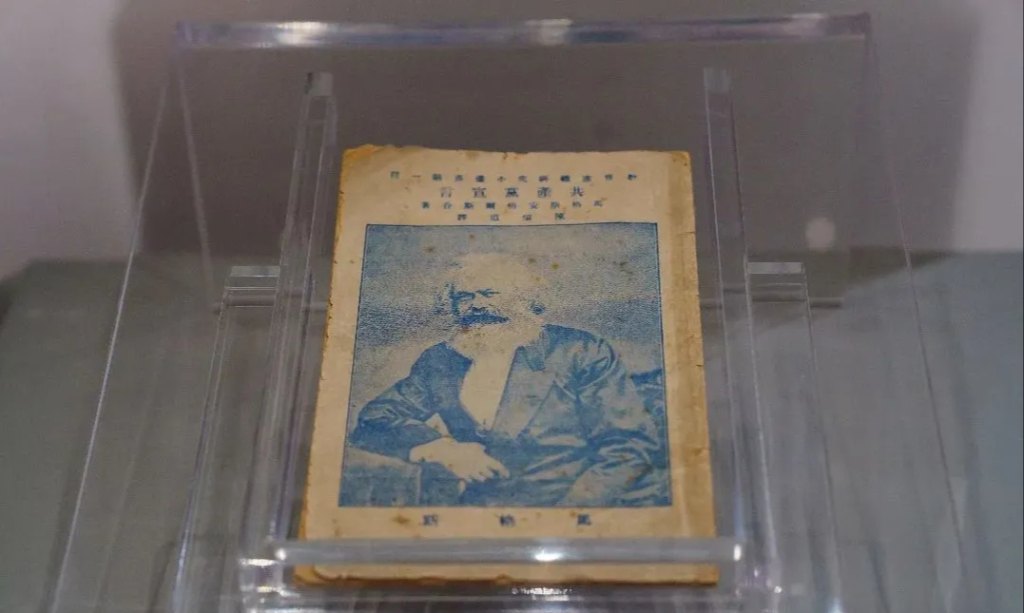 社會主義研究小叢書第一種
共產黨宣言
馬格斯安格爾斯合著
陳望道譯
馬格斯